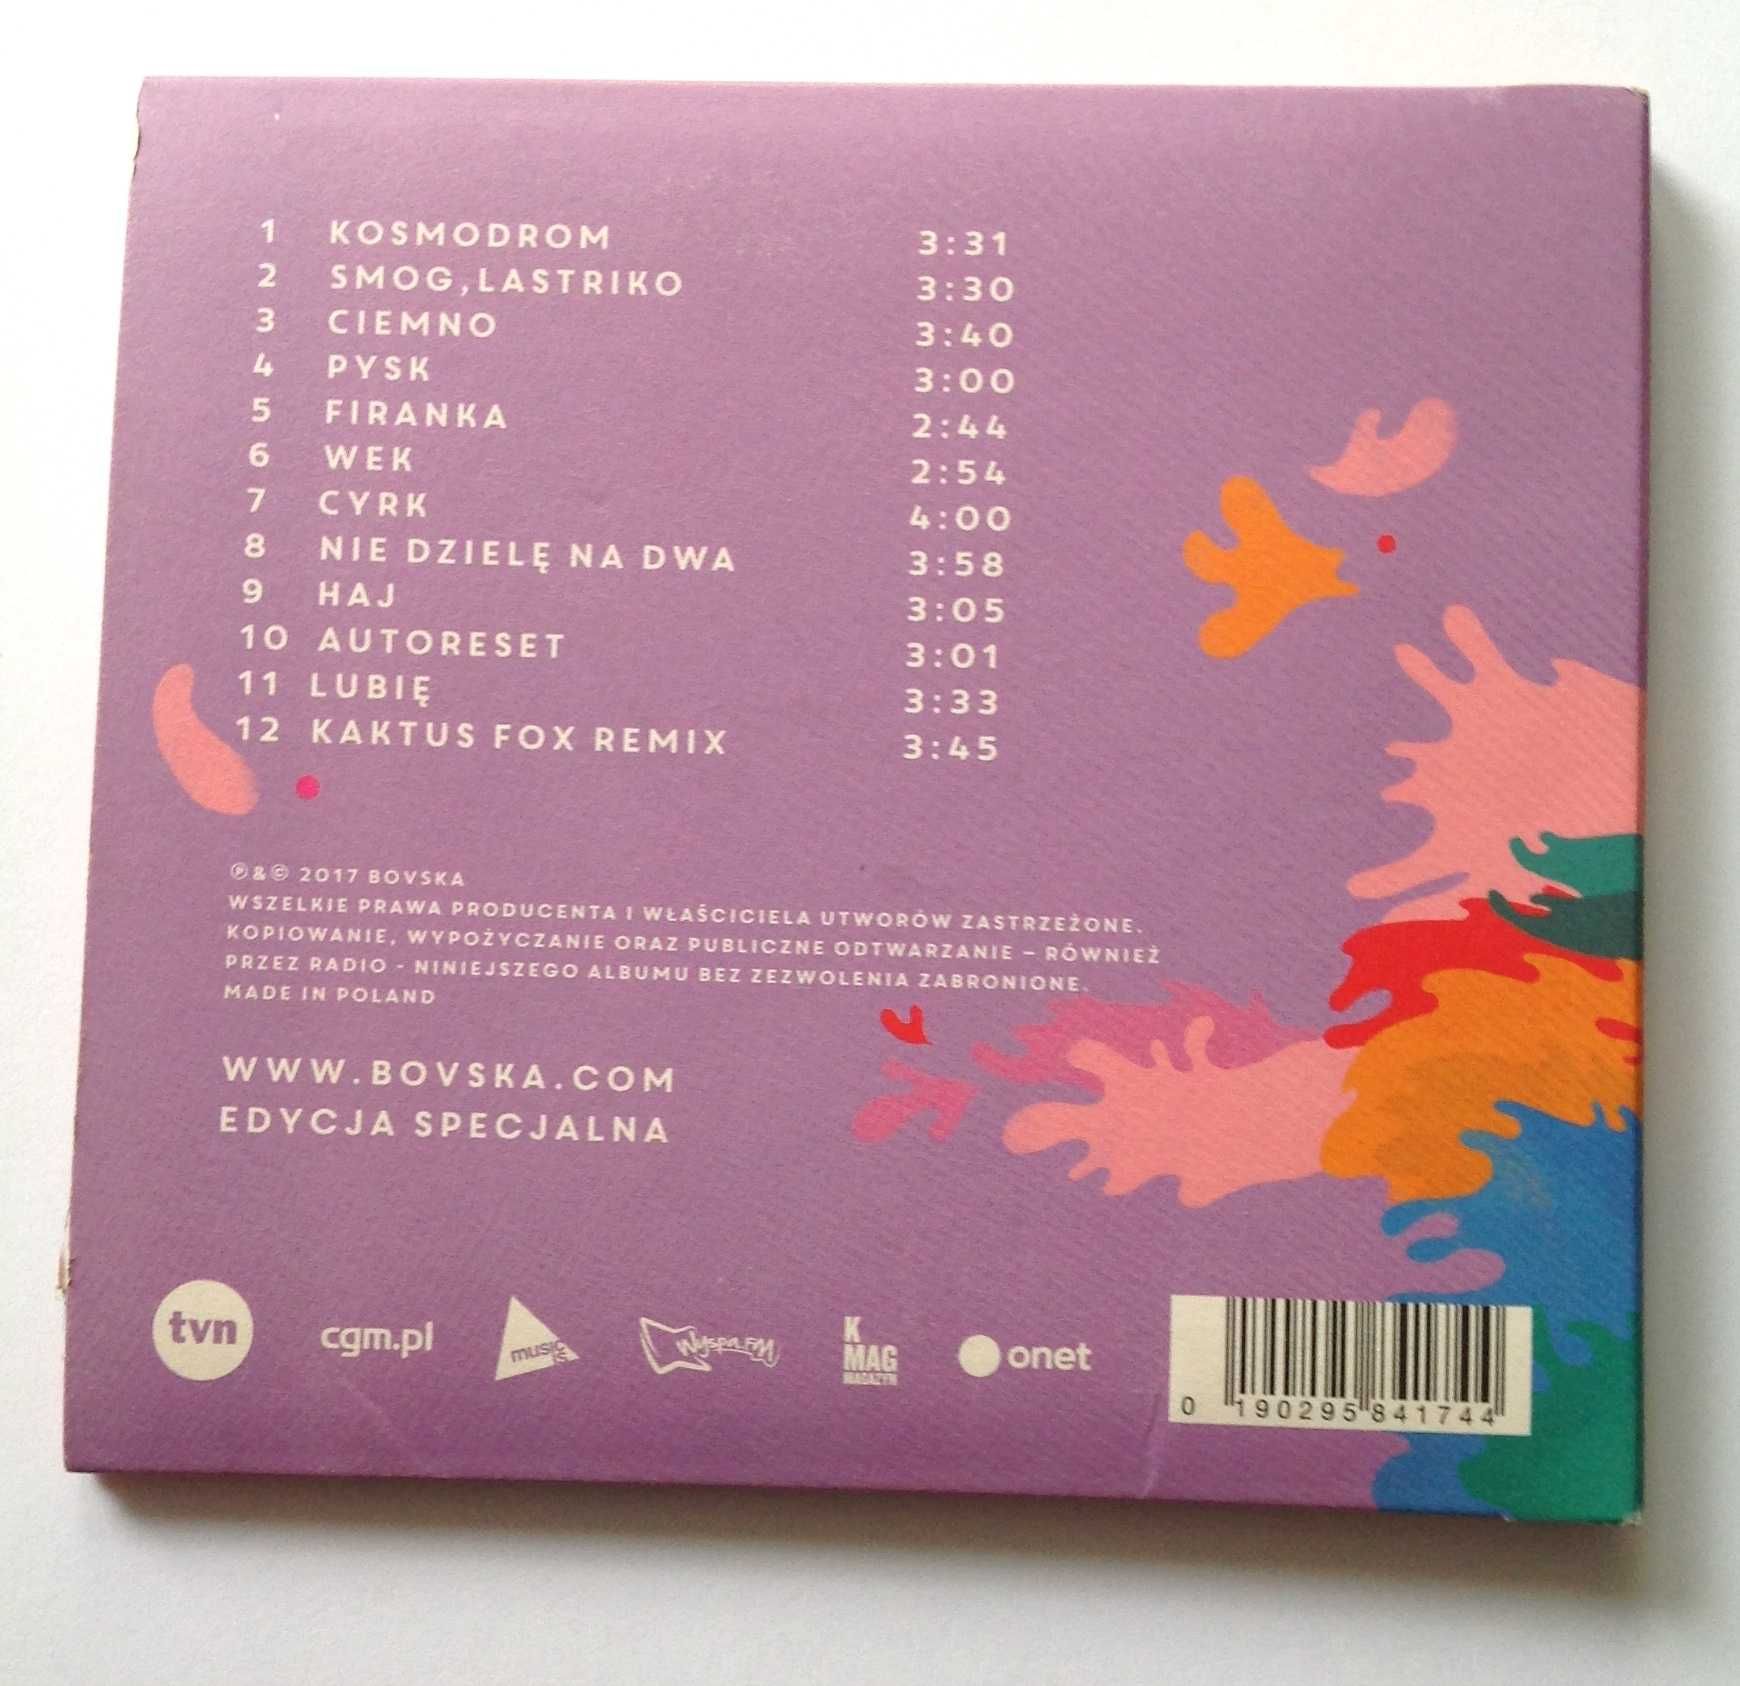 1 KOSMODROM 3:31
2 SMOG,LASTRIKO 3:30
3 CIEMNO 3:40
4 PYSK 3:00
5 FIRANKA 2:44
6 WEK 2:54
7 CYRK 4:00
8 NIE DZIELĘ NA DWA 3:58
9 HAJ 3:05
10 AUTORESET 3:01
11 LUBIĘ 3:33
12 KAKTUS FOX REMIX 3:45
℗&© 2017 BOVSKA
WSZELKIE PRAWA PRODUCENTA I WŁAŚCICIELA UTWORÓW ZASTRZEŻONE.
KOPIOWANIE, WYPOŻYCZANIE ORAZ PUBLICZNE ODTWARZANIE – RÓWNIEŻ
PRZEZ RADIO - NINIEJSZEGO ALBUMU BEZ ZEZWOLENIA ZABRONIONE.
MADE IN POLAND
WWW.BOVSKA.COM
EDYCJA SPECJALNA
tvn
cgm.pl
music
is
Wyspa.FM
K
MAG
MAGAZYN
onet
0 190295 841744